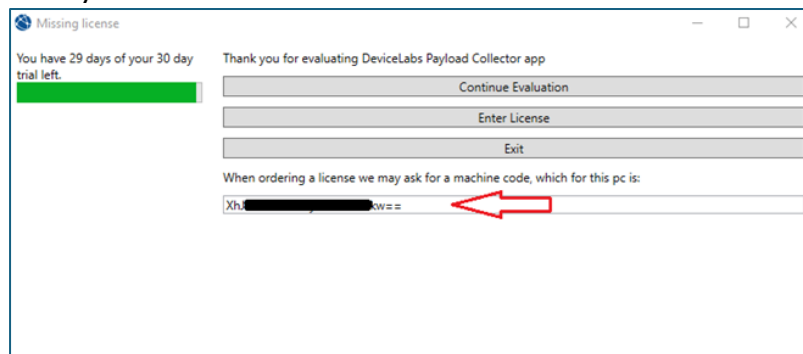 Missing license
You have 29 days of your 30 day
trial left.
Thank you for evaluating DeviceLabs Payload Collector app
Continue Evaluation
Enter License
Exit
When ordering a license we may ask for a machine code, which for this pc is: